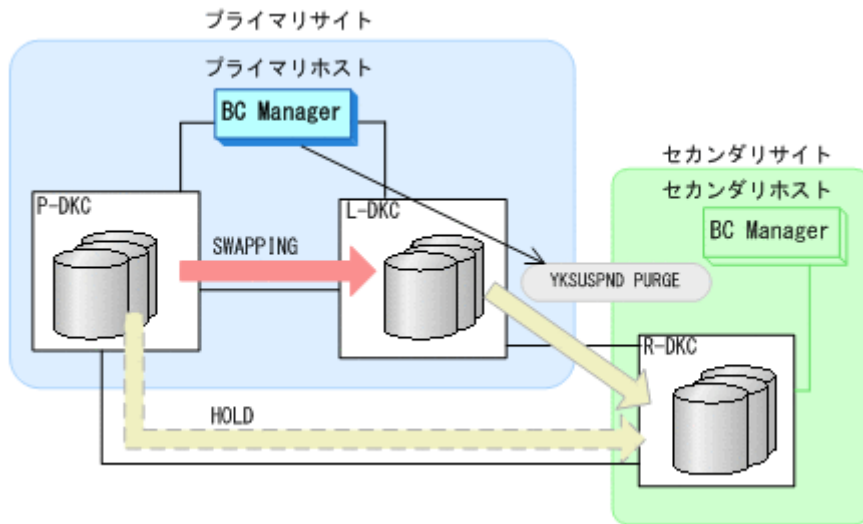 プライマリサイト
プライマリホスト
BC Manager
セカンダリサイト
セカンダリホスト
BC Manager
P-DKC
L-DKC
SWAPPING
YKSUSPND PURGE
R-DKC
HOLD